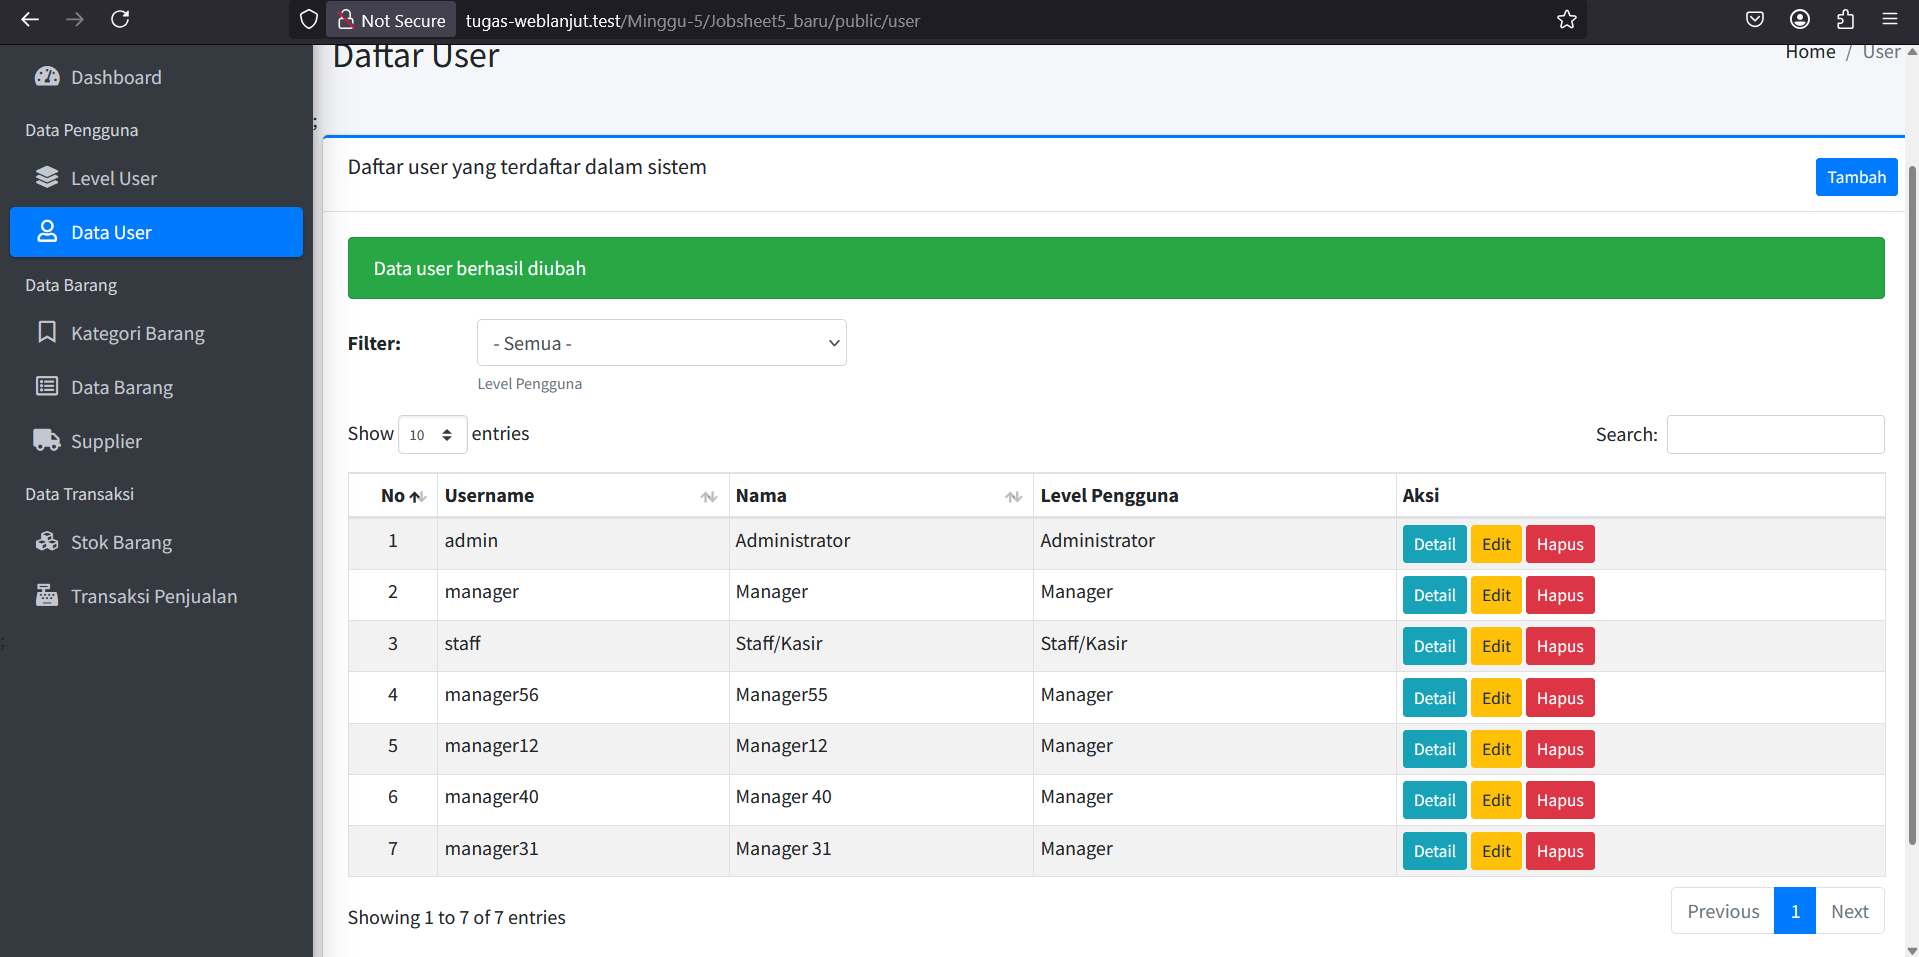 Not Secure tugas-weblanjut.test/Minggu-5/Jobsheet5_baru/public/user
Dashboard
Data Pengguna
Level User
Data User
Data Barang
Kategori Barang
Data Barang
Supplier
Data Transaksi
Stok Barang
Transaksi Penjualan
;
Daftar User
Home / User
;
Daftar user yang terdaftar dalam sistem
Tambah
Data user berhasil diubah
Filter: - Semua -
Level Pengguna
Show 10 entries Search:
No Username Nama Level Pengguna Aksi
1 admin Administrator Administrator Detail Edit Hapus
2 manager Manager Manager Detail Edit Hapus
3 staff Staff/Kasir Staff/Kasir Detail Edit Hapus
4 manager56 Manager55 Manager Detail Edit Hapus
5 manager12 Manager12 Manager Detail Edit Hapus
6 manager40 Manager 40 Manager Detail Edit Hapus
7 manager31 Manager 31 Manager Detail Edit Hapus
Showing 1 to 7 of 7 entries Previous 1 Next